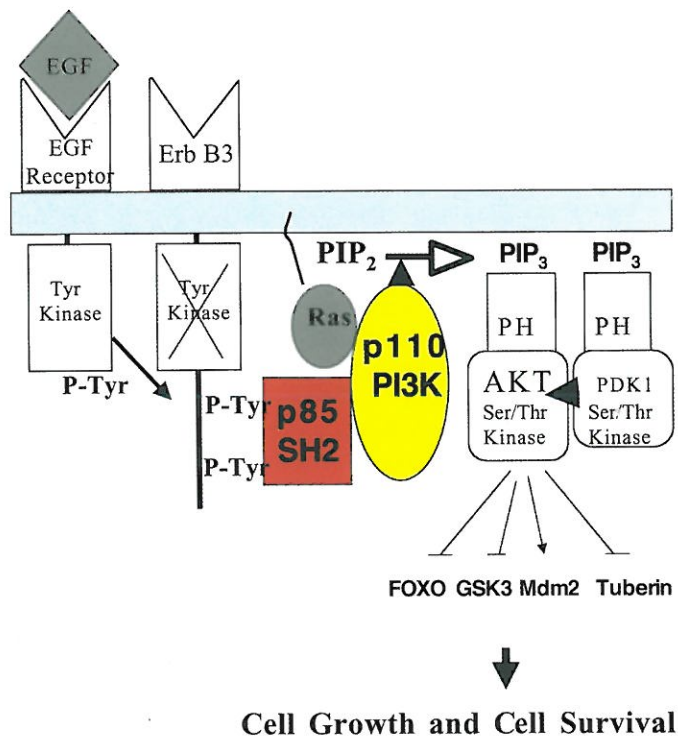 EGF
EGF
Receptor
Erb B3
PIP2
PIP3
PIP3
Tyr
Kinase
Tyr
Kinase
Ras
p110
PI3K
PH
PH
P-Tyr
P-Tyr
P-Tyr
p85
SH2
AKT
Ser/Thr
Kinase
PDK1
Ser/Thr
Kinase
FOXO GSK3 Mdm2 Tuberin
Cell Growth and Cell Survival